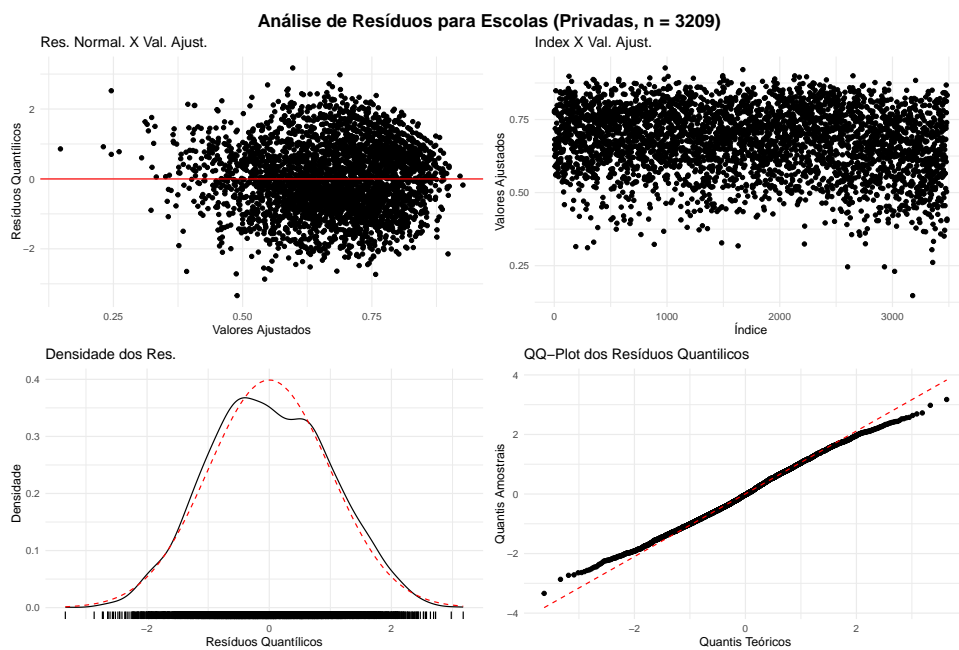 Análise de Resíduos para Escolas (Privadas, n = 3209)
Res. Normal. X Val. Ajust.
Resíduos Quantílicos
2
0
−2
0.25
0.50
0.75
Valores Ajustados
Index X Val. Ajust.
Valores Ajustados
0.75
0.50
0.25
0
1000
2000
3000
Índice
Densidade dos Res.
Densidade
0.4
0.3
0.2
0.1
0.0
−2
0
2
Resíduos Quantílicos
QQ−Plot dos Resíduos Quantilicos
Quantis Amostrais
4
2
0
−2
−4
−2
0
2
Quantis Teóricos